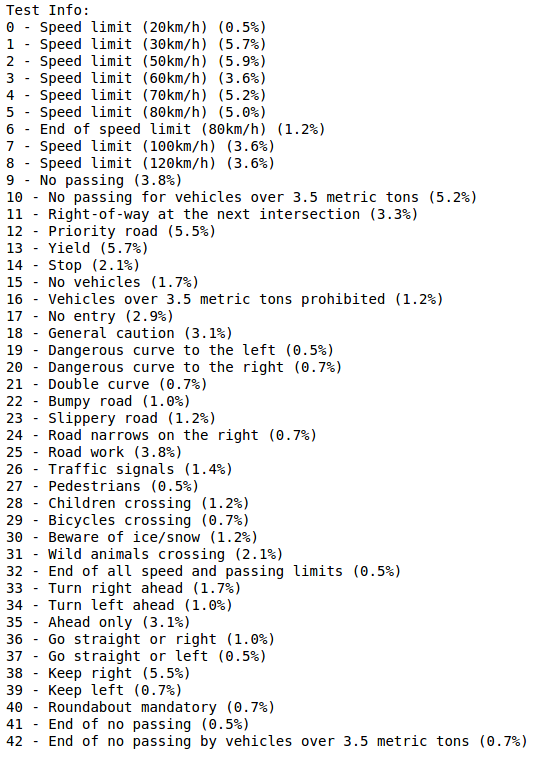 Test Info:
0 - Speed limit (20km/h) (0.5%)
1 - Speed limit (30km/h) (5.7%)
2 - Speed limit (50km/h) (5.9%)
3 - Speed limit (60km/h) (3.6%)
4 - Speed limit (70km/h) (5.2%)
5 - Speed limit (80km/h) (5.0%)
6 - End of speed limit (80km/h) (1.2%)
7 - Speed limit (100km/h) (3.6%)
8 - Speed limit (120km/h) (3.6%)
9 - No passing (3.8%)
10 - No passing for vehicles over 3.5 metric tons (5.2%)
11 - Right-of-way at the next intersection (3.3%)
12 - Priority road (5.5%)
13 - Yield (5.7%)
14 - Stop (2.1%)
15 - No vehicles (1.7%)
16 - Vehicles over 3.5 metric tons prohibited (1.2%)
17 - No entry (2.9%)
18 - General caution (3.1%)
19 - Dangerous curve to the left (0.5%)
20 - Dangerous curve to the right (0.7%)
21 - Double curve (0.7%)
22 - Bumpy road (1.0%)
23 - Slippery road (1.2%)
24 - Road narrows on the right (0.7%)
25 - Road work (3.8%)
26 - Traffic signals (1.4%)
27 - Pedestrians (0.5%)
28 - Children crossing (1.2%)
29 - Bicycles crossing (0.7%)
30 - Beware of ice/snow (1.2%)
31 - Wild animals crossing (2.1%)
32 - End of all speed and passing limits (0.5%)
33 - Turn right ahead (1.7%)
34 - Turn left ahead (1.0%)
35 - Ahead only (3.1%)
36 - Go straight or right (1.0%)
37 - Go straight or left (0.5%)
38 - Keep right (5.5%)
39 - Keep left (0.7%)
40 - Roundabout mandatory (0.7%)
41 - End of no passing (0.5%)
42 - End of no passing by vehicles over 3.5 metric tons (0.7%)